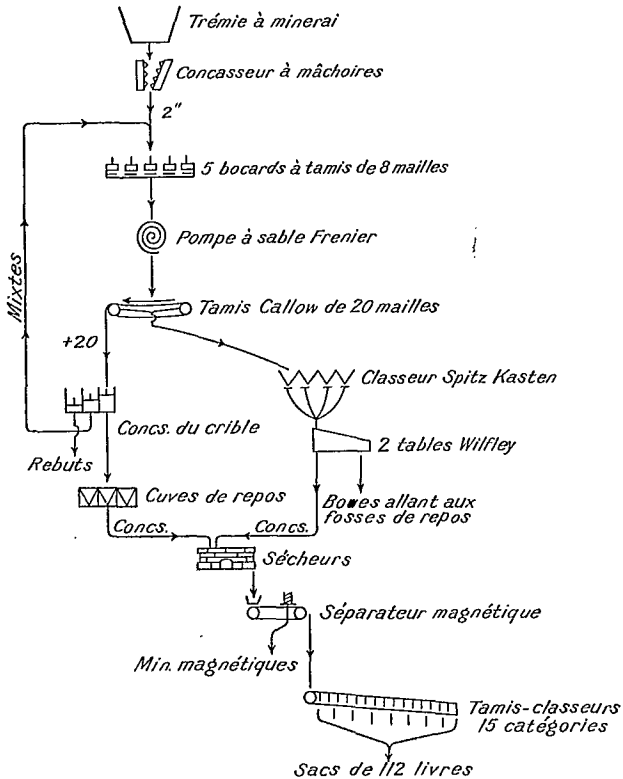 Trémie à minerai
Concasseur à mâchoires
2"
5 bocards à tamis de 8 mailles
Pompe à sable Frenier
Mixtes
Tamis Callow de 20 mailles
+20
Classeur Spitz Kasten
Concs. du crible
2 tables Wilfley
Rebuts
Cuves de repos
Boues allant aux
fosses de repos
Concs.
Concs.
Sécheurs
Séparateur magnétique
Min. magnétiques
Tamis-classeurs
15 catégories
Sacs de 112 livres